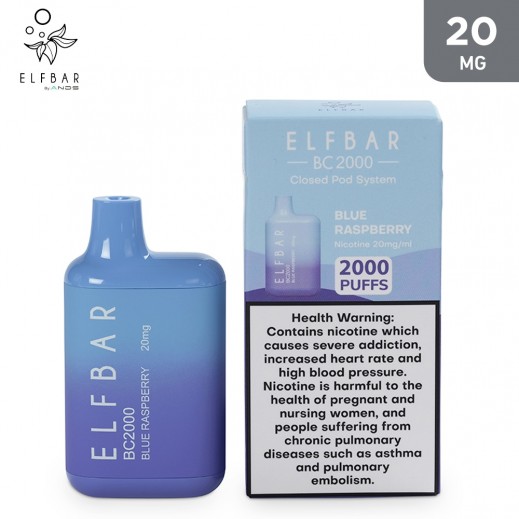 ELFBAR
By ANDS
20
MG
ELFBAR
BC2000
Closed Pod System
BLUE
RASPBERRY
Nicotine 20mg/ml
2000
PUFFS
ELFBAR
BC2000
Health Warning:
Contains nicotine which
causes severe addiction,
increased heart rate and
high blood pressure.
Nicotine is harmful to the
health of pregnant and
nursing women, and
people suffering from
chronic pulmonary
diseases such as asthma
and pulmonary
embolism.
ELFBAR
BC2000
BLUE RASPBERRY 20mg